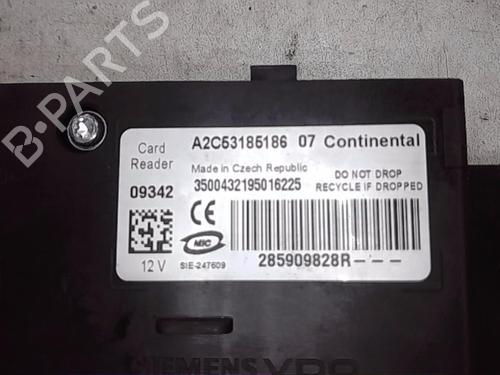 B-PARTS
Card Reader
A2C53185186 07 Continental
Made in Czech Republic
09342
3500432195016225
DO NOT DROP
RECYCLE IF DROPPED
CE
MIC
12 V
SIE-247609
285909828R---
SIEMENS VDO